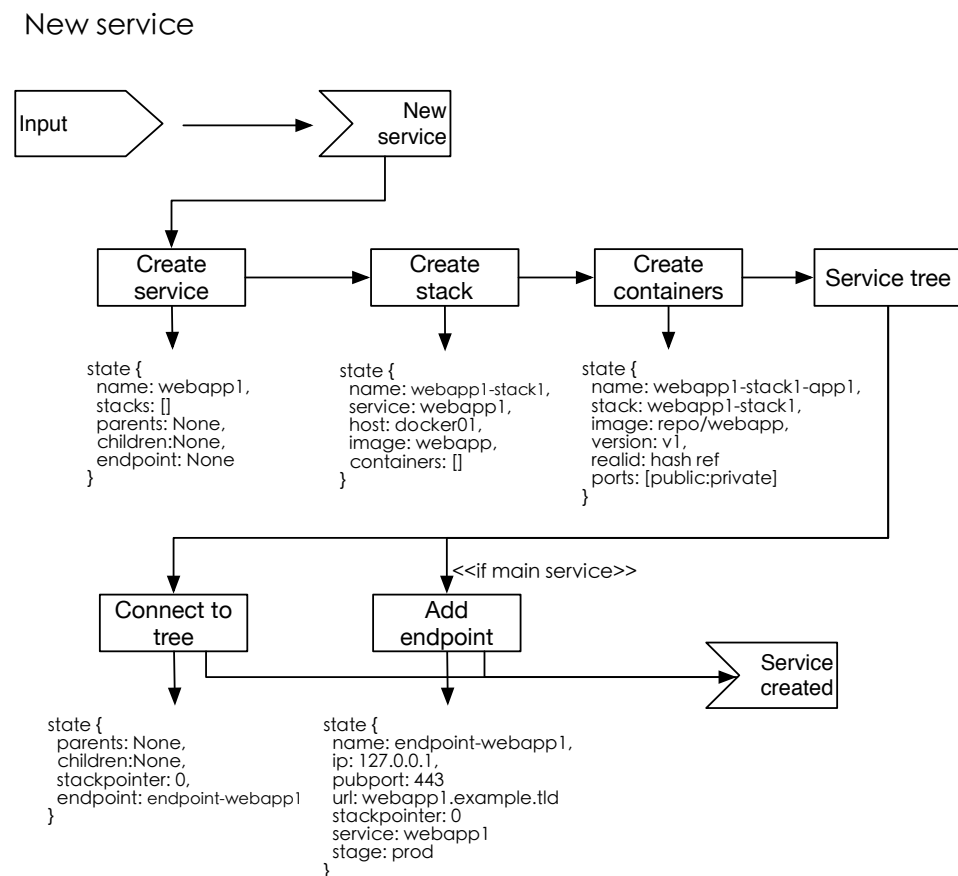 New service
Input
New
service
Create
service
Create
stack
Create
containers
Service tree
state {
name: webapp1,
stacks: []
parents: None,
children:None,
endpoint: None
}
state {
name: webapp1-stack1,
service: webapp1,
host: docker01,
image: webapp,
containers: []
}
state {
name: webapp1-stack1-app1,
stack: webapp1-stack1,
image: repo/webapp,
version: v1,
realid: hash ref
ports: [public:private]
}
<<if main service>>
Connect to
tree
Add
endpoint
Service
created
state {
parents: None,
children:None,
stackpointer: 0,
endpoint: endpoint-webapp1
}
state {
name: endpoint-webapp1,
ip: 127.0.0.1,
pubport: 443
url: webapp1.example.tld
stackpointer: 0
service: webapp1
stage: prod
}